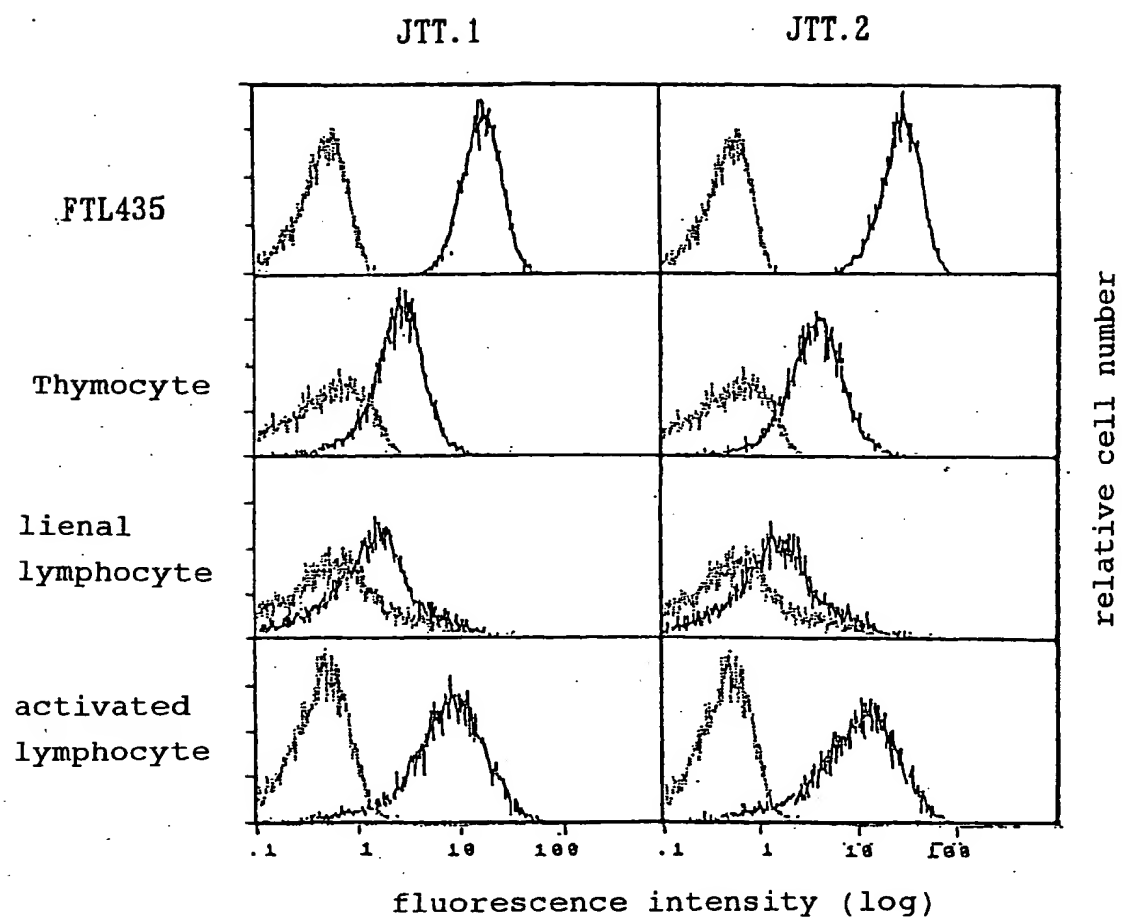 JTT.1
JTT.2
FTL435
Thymocyte
lienal
lymphocyte
activated
lymphocyte
relative cell number
.1 1 10 100
.1 1 10 100
fluorescence intensity (log)